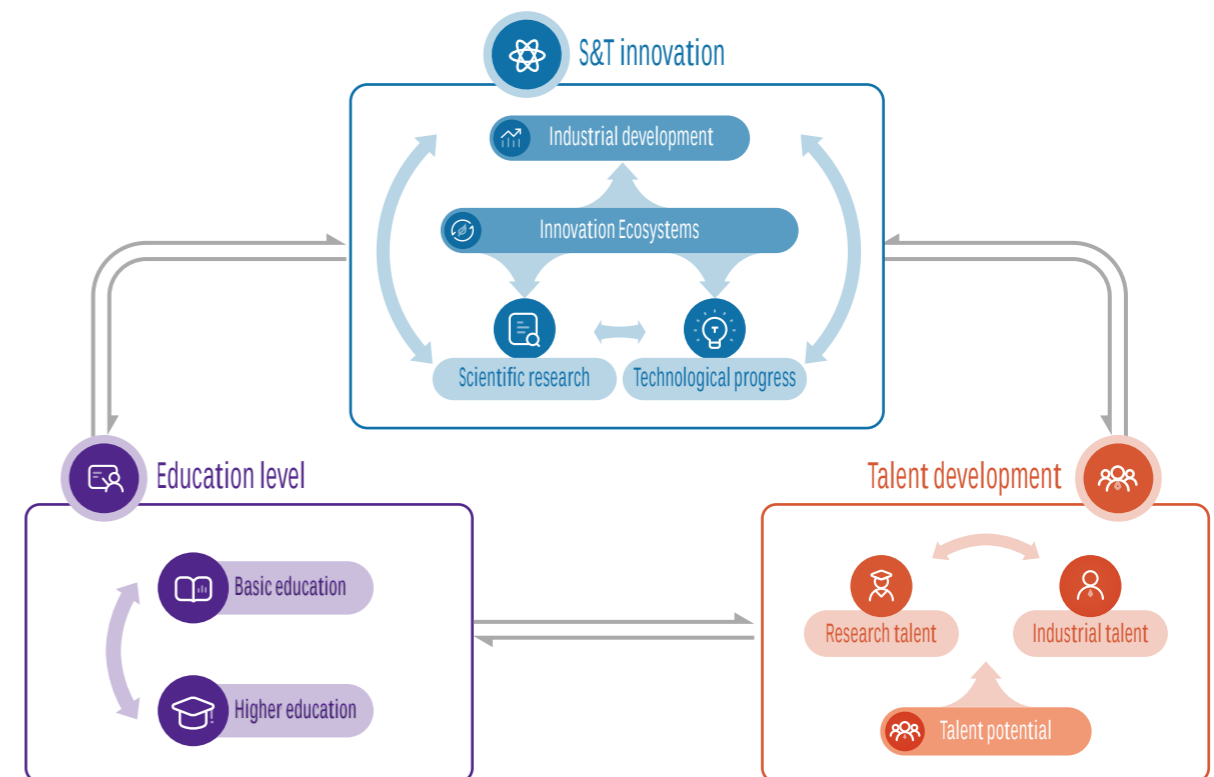 S&T innovation
Industrial development
Innovation Ecosystems
Scientific research
Technological progress
Education level
Basic education
Higher education
Talent development
Research talent
Industrial talent
Talent potential